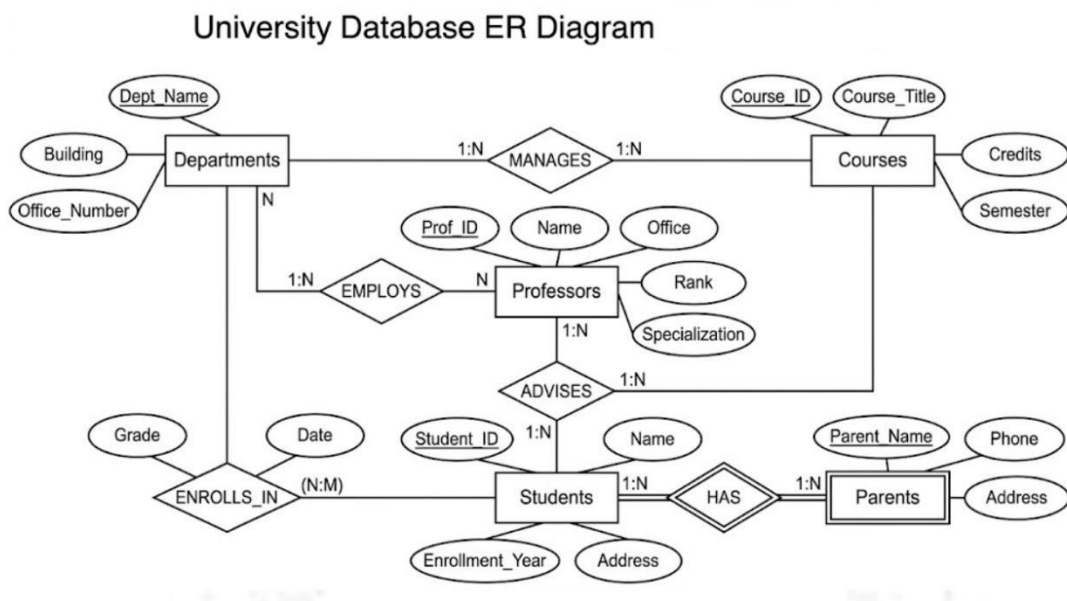 University Database ER Diagram
Dept_Name
Course_ID
Course_Title
Building
Departments
1:N
MANAGES
1:N
Courses
Credits
Office_Number
N
Semester
Prof_ID
Name
Office
1:N
EMPLOYS
N
Professors
Rank
1:N
Specialization
ADVISES
1:N
1:N
Grade
Date
Student_ID
Name
Parent_Name
Phone
ENROLLS_IN
(N:M)
Students
1:N
HAS
1:N
Parents
Address
Enrollment_Year
Address